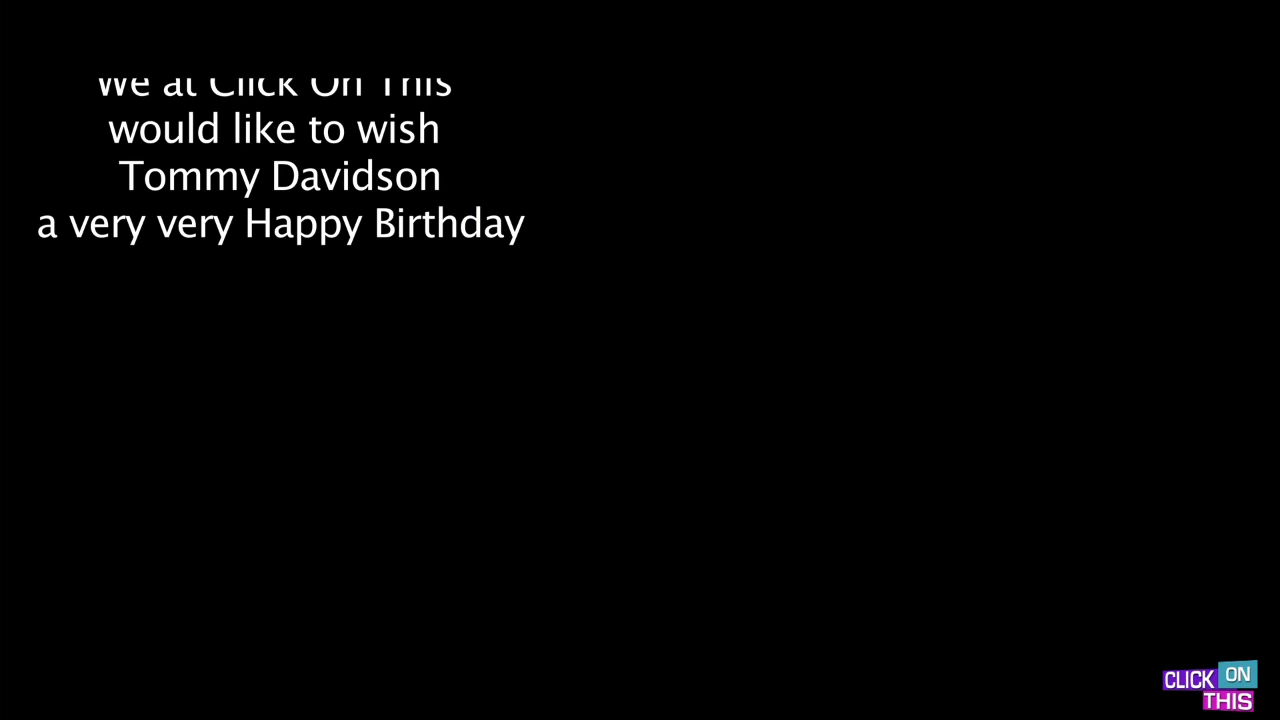 We at Click On This
would like to wish
Tommy Davidson
a very very Happy Birthday
CLICK ON
THIS